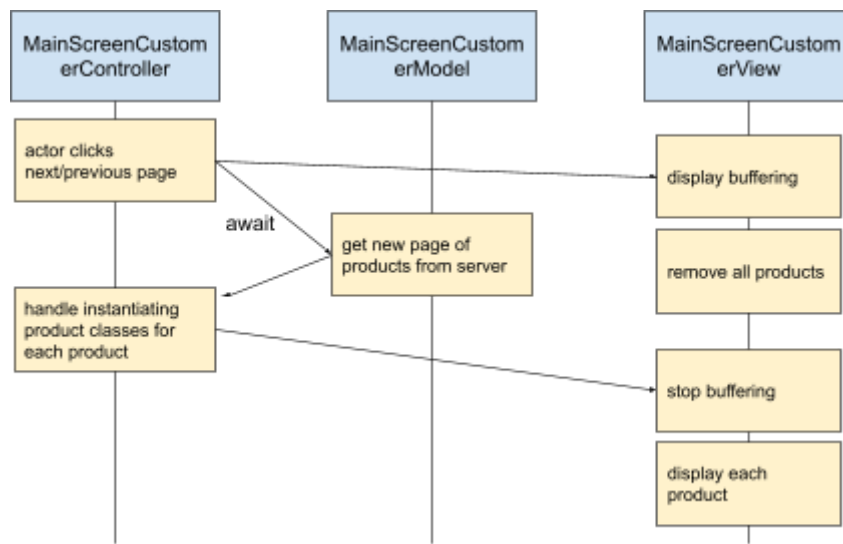 MainScreenCustom
erController
MainScreenCustom
erModel
MainScreenCustom
erView
actor clicks
next/previous page
display buffering
await
get new page of
products from server
remove all products
handle instantiating
product classes for
each product
stop buffering
display each
product